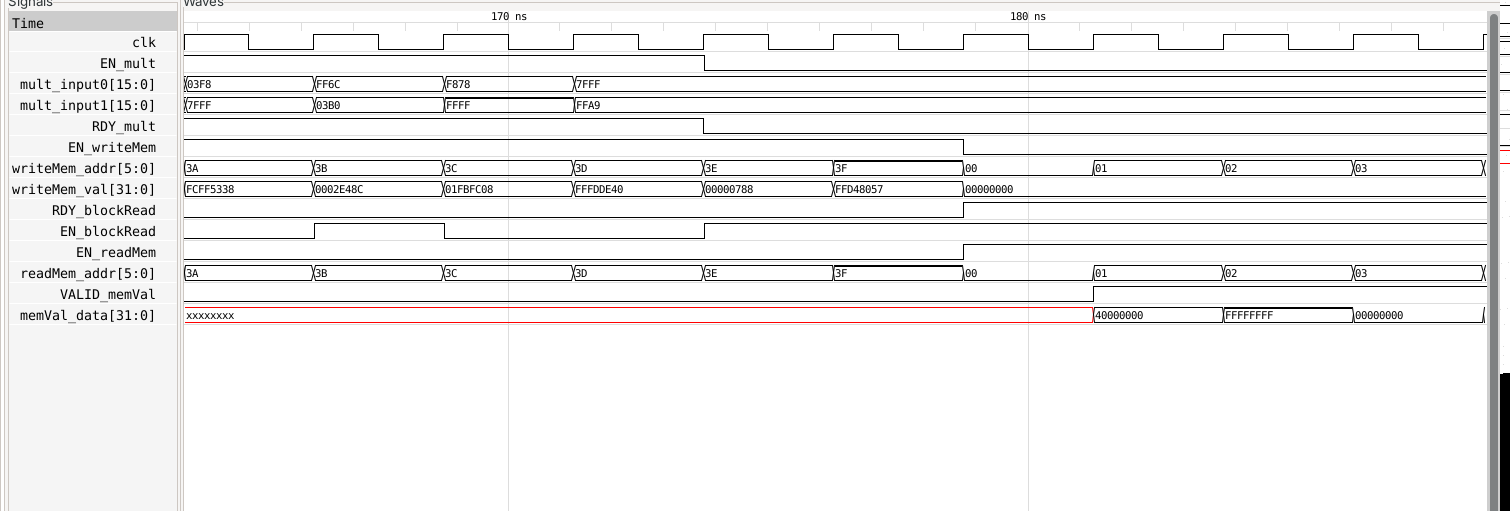 Signals Waves
Time 170 ns 180 ns
clk
EN_mult
mult_input0[15:0] 03F8 FF6C F878 7FFF
mult_input1[15:0] 7FFF 03B0 FFFF FFA9
RDY_mult
EN_writeMem
writeMem_addr[5:0] 3A 3B 3C 3D 3E 3F 00 01 02 03
writeMem_val[31:0] FCFF5338 0002E48C 01FBFC08 FFFDDE40 00000788 FFD48057 00000000
RDY_blockRead
EN_blockRead
EN_readMem
readMem_addr[5:0] 3A 3B 3C 3D 3E 3F 00 01 02 03
VALID_memVal
memVal_data[31:0] xxxxxxxx 40000000 FFFFFFFF 00000000